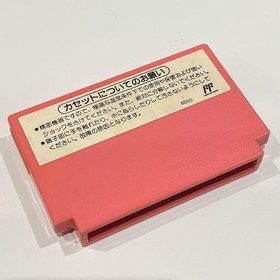 カセットについてのお願い
●精密機器ですので、極端な温度条件下での使用や保管および強い
ショックをさけてください。また、絶対に分解しないでください。
●端子部に手を触れたり、水にぬらしたりして汚さないようにして
ください。故障の原因となります。